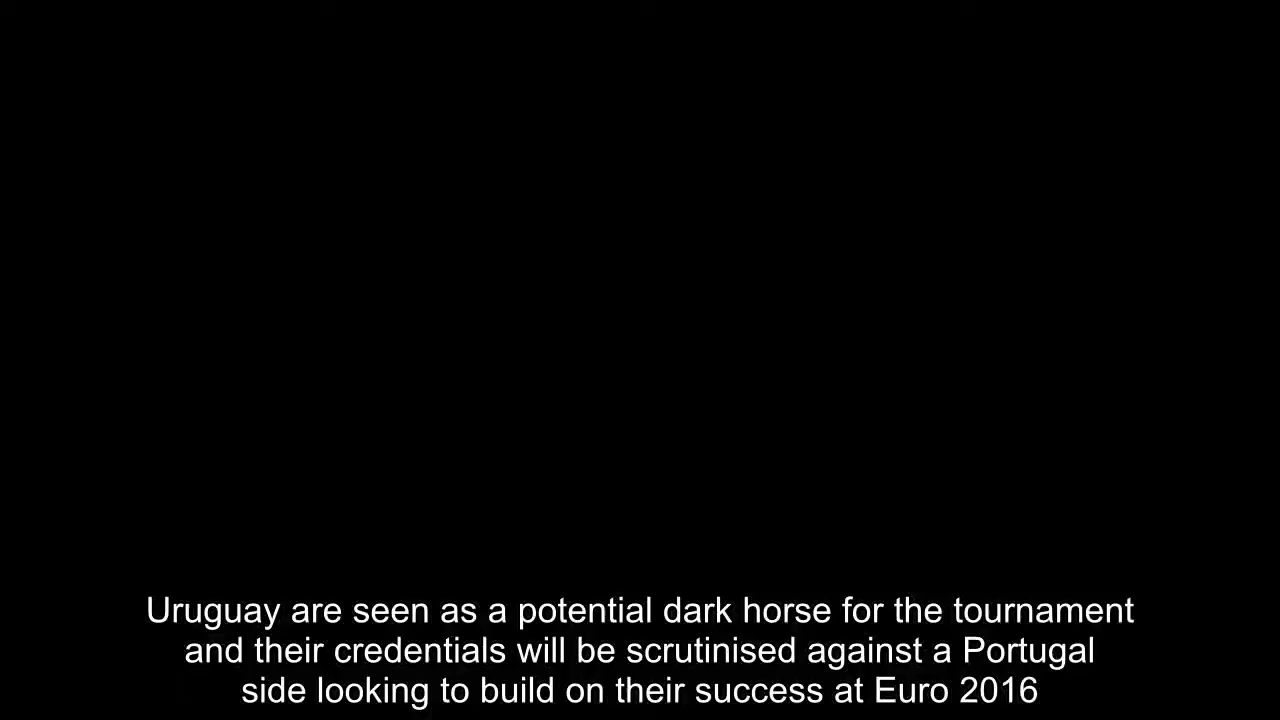 Uruguay are seen as a potential dark horse for the tournament
and their credentials will be scrutinised against a Portugal
side looking to build on their success at Euro 2016